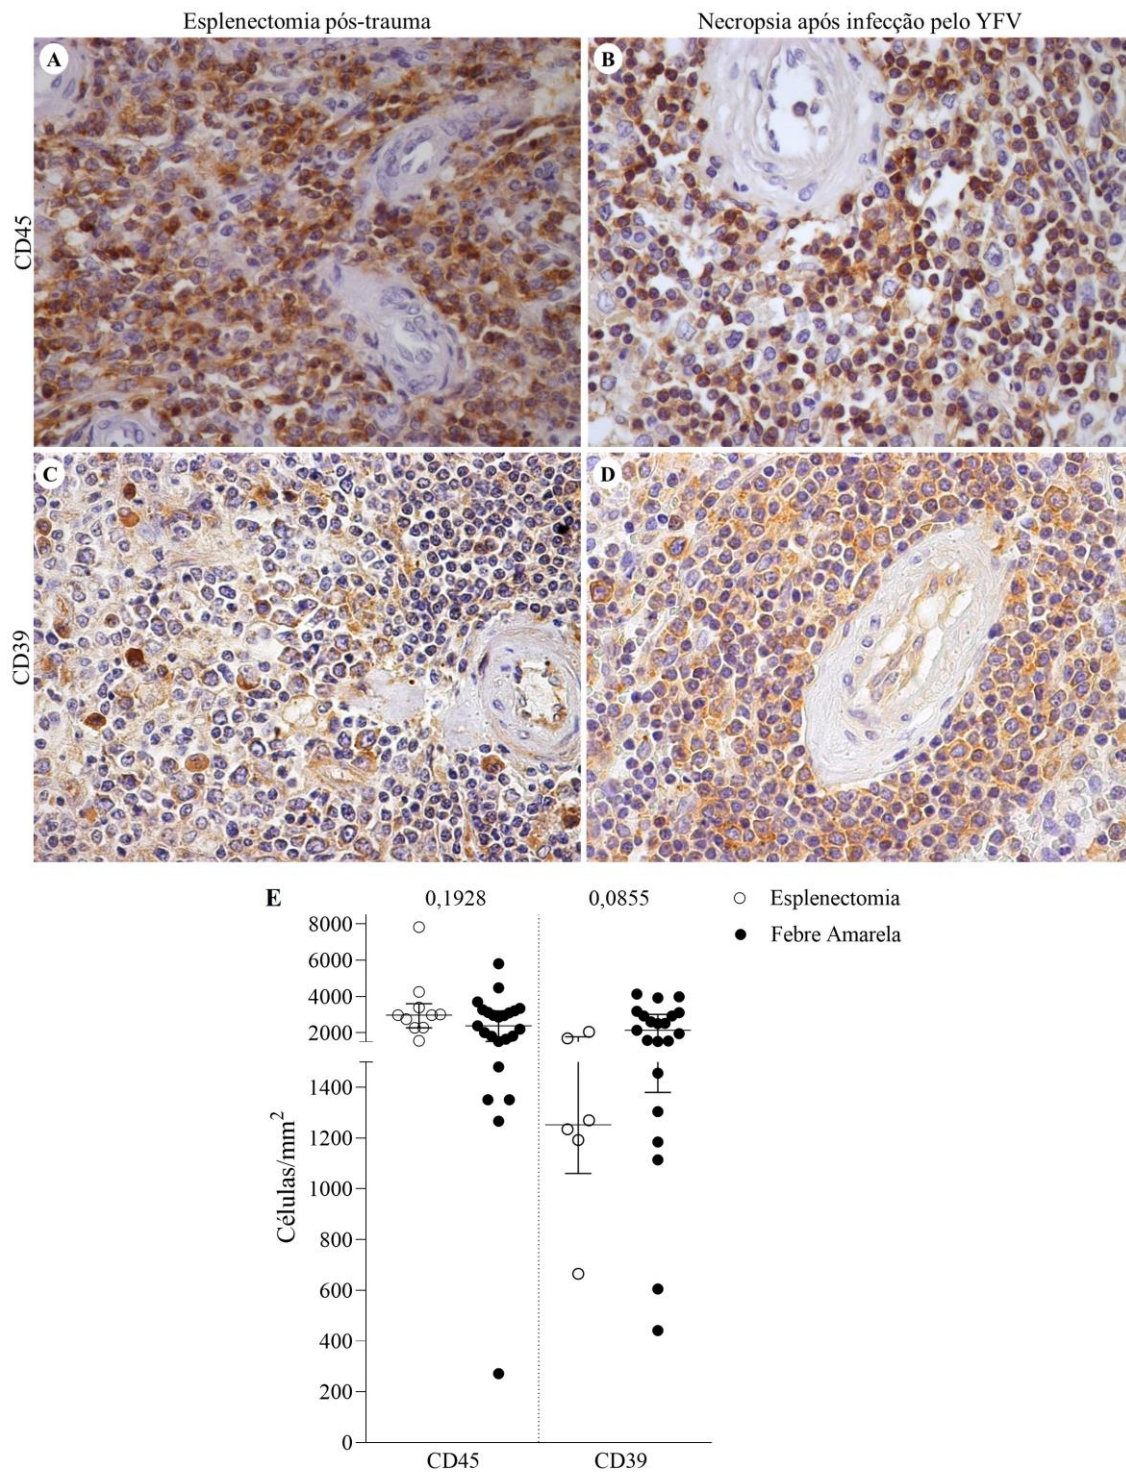 Esplenectomia pós-trauma
Necropsia após infecção pelo YFV
A
B
CD45
C
D
CD39
E
0,1928
0,0855
Esplenectomia
Febre Amarela
Células/mm²
8000
6000
4000
2000
1400
1200
1000
800
600
400
200
0
CD45
CD39